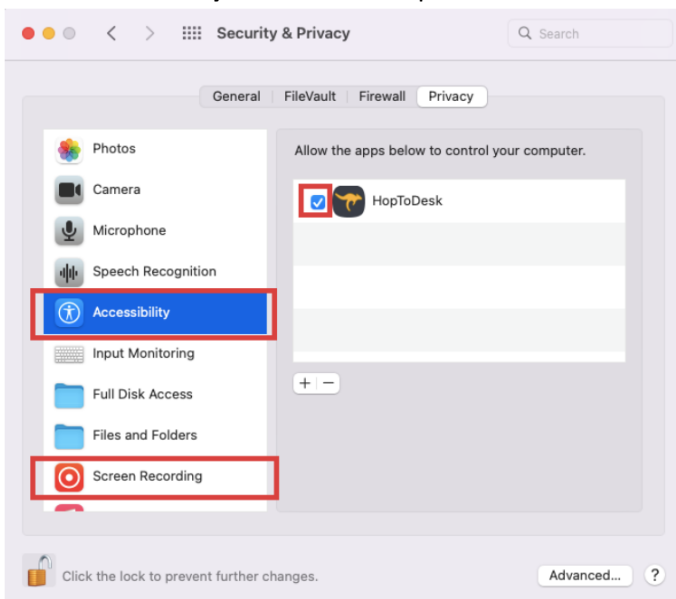 Security & Privacy
Search
General FileVault Firewall Privacy
Photos
Camera
Microphone
Speech Recognition
Accessibility
Input Monitoring
Full Disk Access
Files and Folders
Screen Recording
Allow the apps below to control your computer.
HopToDesk
+ −
Click the lock to prevent further changes.
Advanced... ?